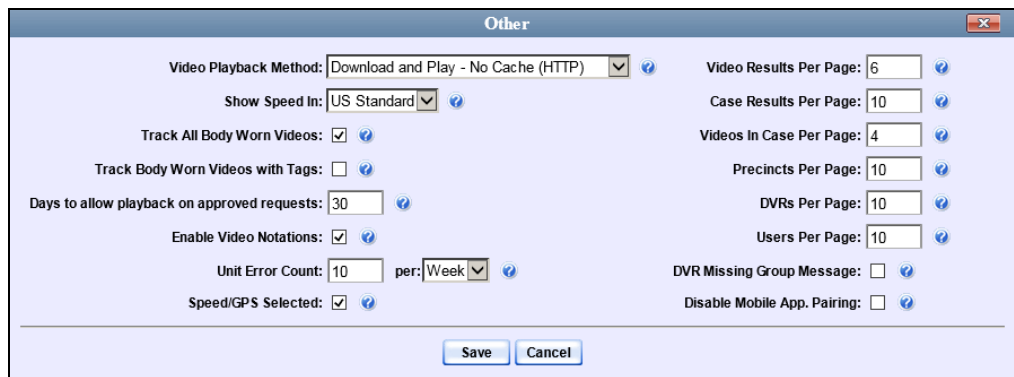 Other
Video Playback Method: Download and Play - No Cache (HTTP)
Show Speed In: US Standard
Track All Body Worn Videos:
Track Body Worn Videos with Tags:
Days to allow playback on approved requests: 30
Enable Video Notations:
Unit Error Count: 10 per: Week
Speed/GPS Selected:
Video Results Per Page: 6
Case Results Per Page: 10
Videos In Case Per Page: 4
Precincts Per Page: 10
DVRs Per Page: 10
Users Per Page: 10
DVR Missing Group Message:
Disable Mobile App. Pairing:
Save Cancel